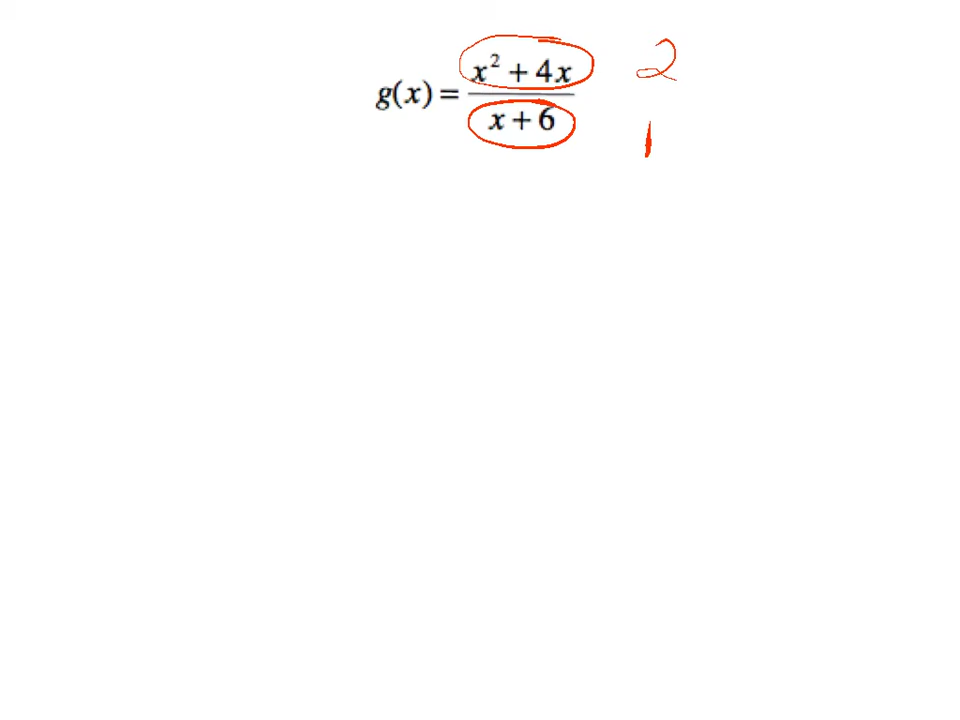 g(x) = (x² + 4x)/(x + 6)
2
1